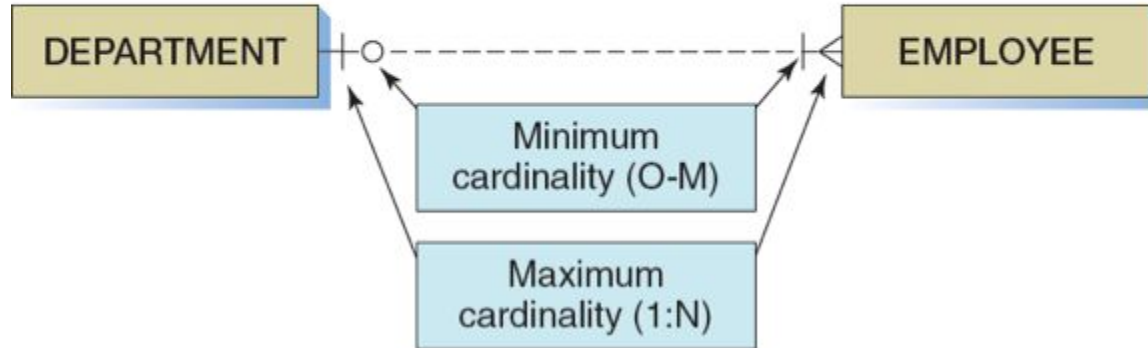 DEPARTMENT
EMPLOYEE
Minimum
cardinality (O-M)
Maximum
cardinality (1:N)